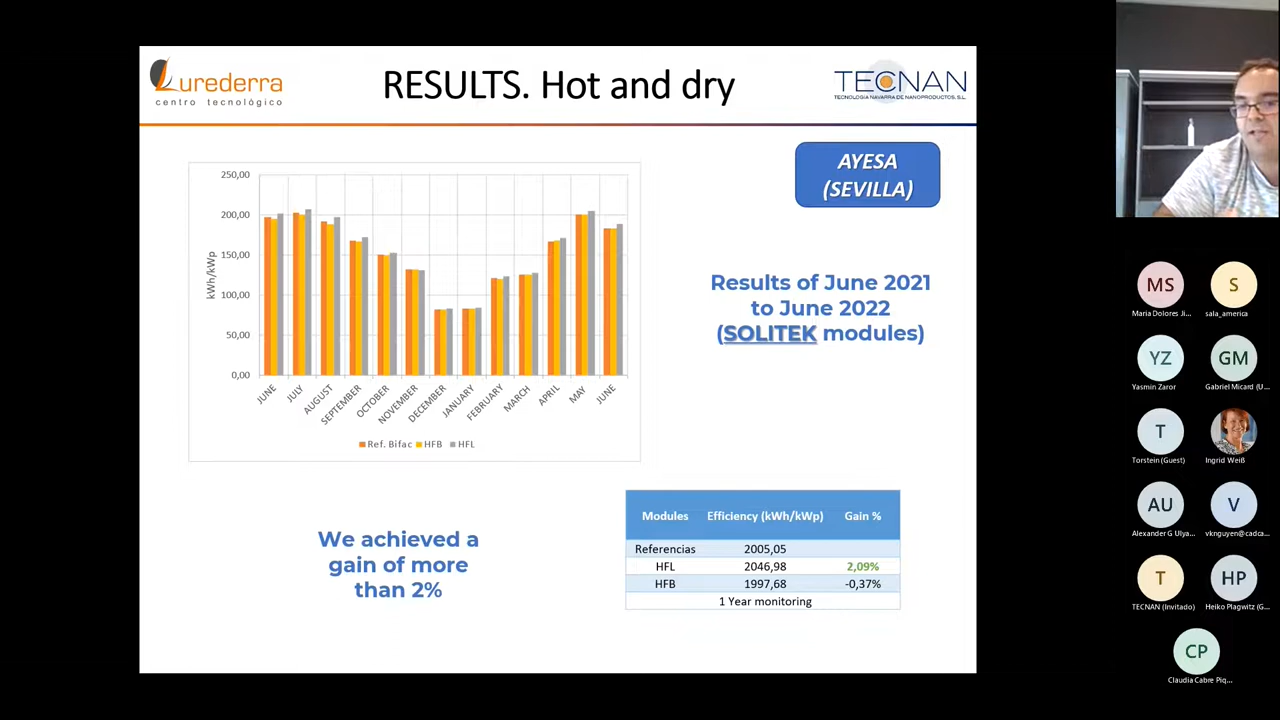 Lurederra
centro tecnológico
RESULTS. Hot and dry
TECNAN
TECNOLOGÍA NAVARRA DE NANOPRODUCTOS, S.L.
AYESA
(SEVILLA)
250,00
200,00
150,00
100,00
50,00
0,00
kWh/kWp
JUNE
JULY
AUGUST
SEPTEMBER
OCTOBER
NOVEMBER
DECEMBER
JANUARY
FEBRUARY
MARCH
APRIL
MAY
JUNE
Ref. Bifac HFB HFL
Results of June 2021
to June 2022
(SOLITEK modules)
We achieved a
gain of more
than 2%
Modules Efficiency (kWh/kWp) Gain %
Referencias 2005,05
HFL 2046,98 2,09%
HFB 1997,68 -0,37%
1 Year monitoring
MS S
Maria Dolores Ji... sala_america
YZ GM
Yasmin Zaror Gabriel Micard (U...
T
Torstein (Guest) Ingrid Weiß
AU V
Alexander G Ulya... vknguyen@cadca...
T HP
TECNAN (Invitado) Heiko Plagwitz (G...
CP
Claudia Cabre Piq...